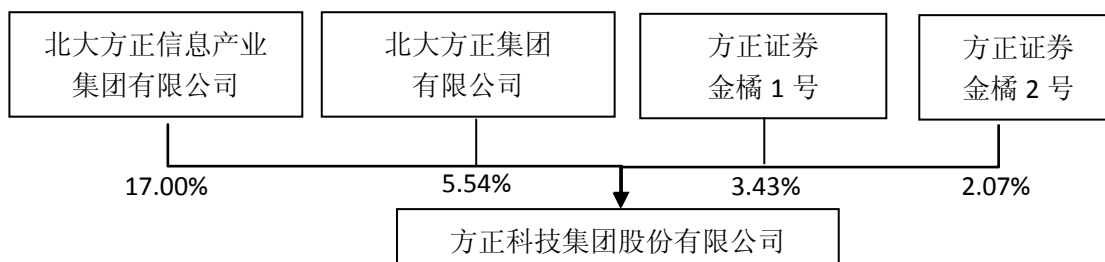 北大方正信息产业
集团有限公司
北大方正集团
有限公司
方正证券
金橘 1 号
方正证券
金橘 2 号
17.00%
5.54%
3.43%
2.07%
方正科技集团股份有限公司